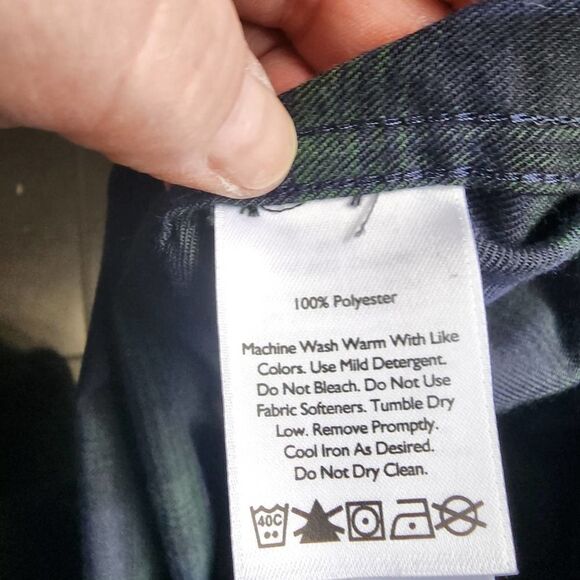 100% Polyester
Machine Wash Warm With Like
Colors. Use Mild Detergent.
Do Not Bleach. Do Not Use
Fabric Softeners. Tumble Dry
Low. Remove Promptly.
Cool Iron As Desired.
Do Not Dry Clean.
40C